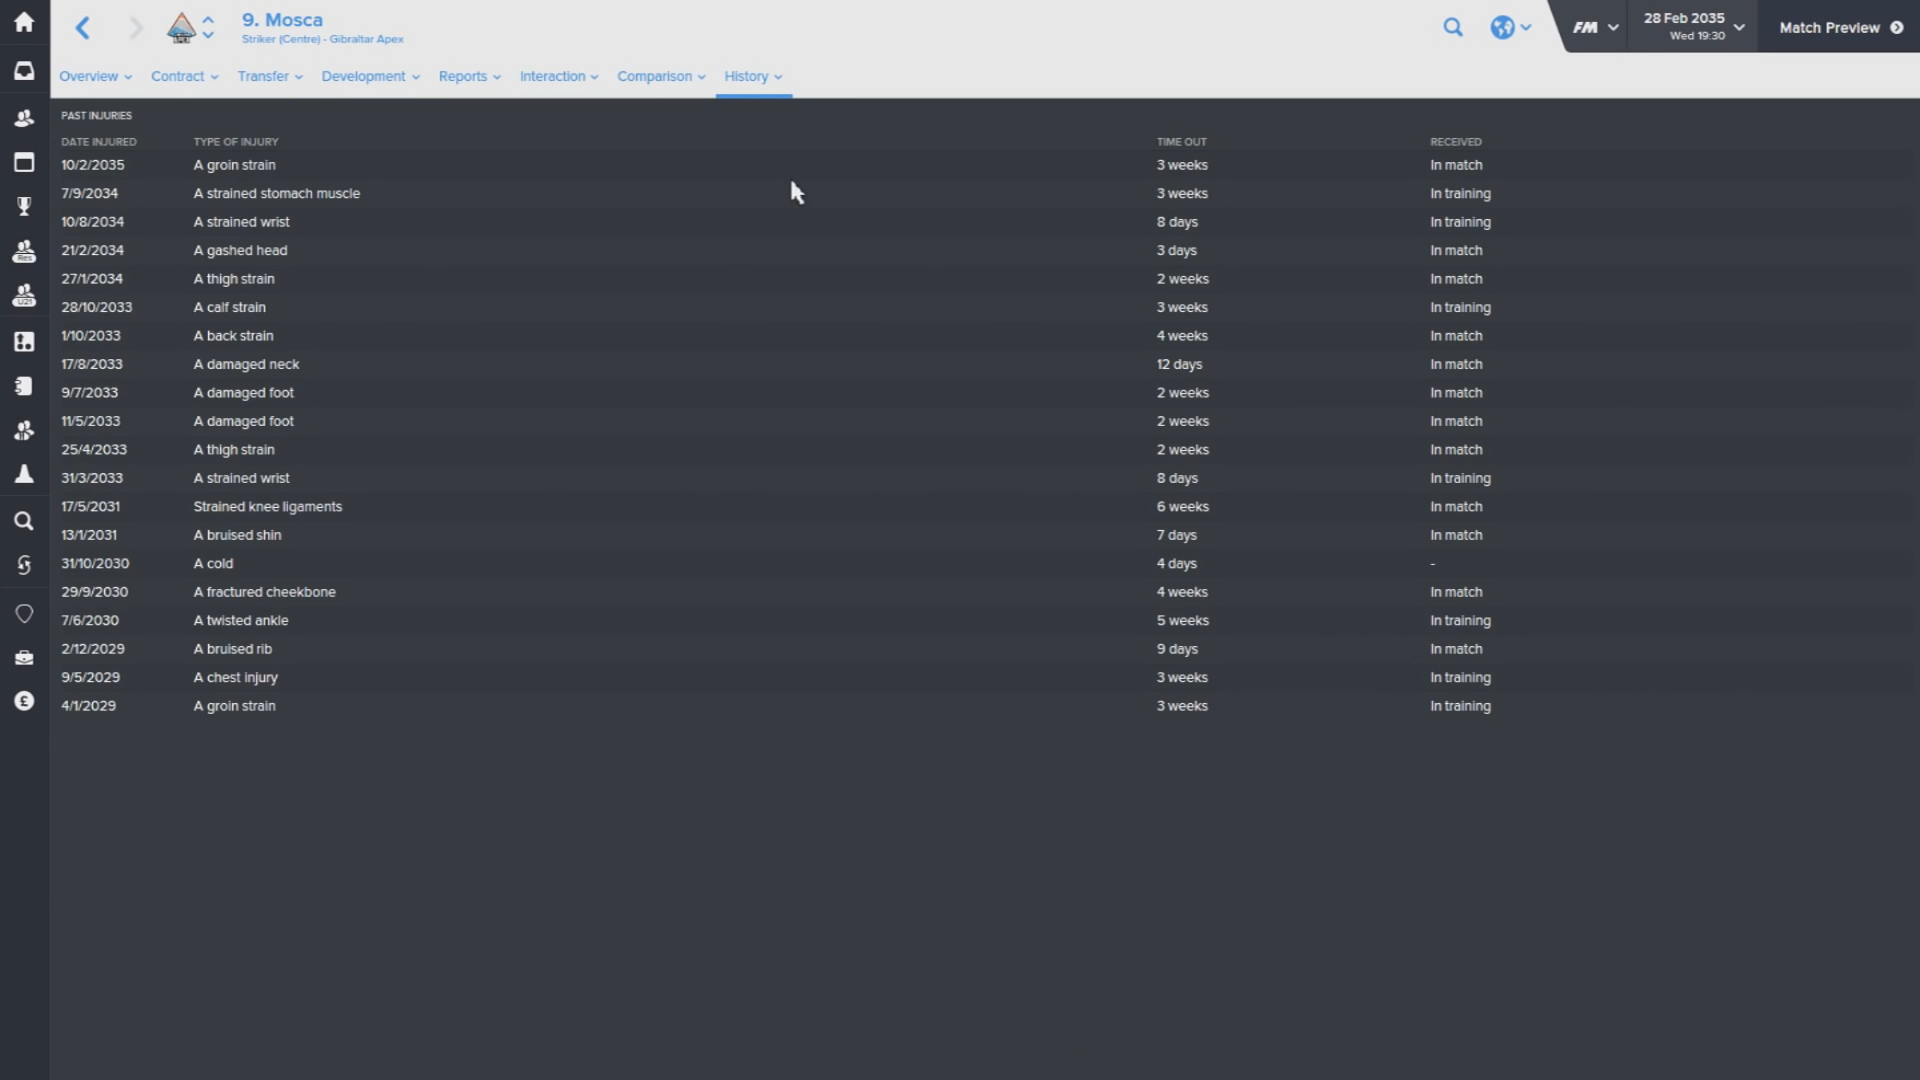 9. Mosca
Striker (Centre) - Gibraltar Apex
FM
28 Feb 2035
Wed 19:30
Match Preview
Overview Contract Transfer Development Reports Interaction Comparison History
PAST INJURIES
DATE INJURED TYPE OF INJURY TIME OUT RECEIVED
10/2/2035 A groin strain 3 weeks In match
7/9/2034 A strained stomach muscle 3 weeks In training
10/8/2034 A strained wrist 8 days In training
21/2/2034 A gashed head 3 days In match
27/1/2034 A thigh strain 2 weeks In match
28/10/2033 A calf strain 3 weeks In training
1/10/2033 A back strain 4 weeks In match
17/8/2033 A damaged neck 12 days In match
9/7/2033 A damaged foot 2 weeks In match
11/5/2033 A damaged foot 2 weeks In match
25/4/2033 A thigh strain 2 weeks In match
31/3/2033 A strained wrist 8 days In training
17/5/2031 Strained knee ligaments 6 weeks In match
13/1/2031 A bruised shin 7 days In match
31/10/2030 A cold 4 days -
29/9/2030 A fractured cheekbone 4 weeks In match
7/6/2030 A twisted ankle 5 weeks In training
2/12/2029 A bruised rib 9 days In match
9/5/2029 A chest injury 3 weeks In training
4/1/2029 A groin strain 3 weeks In training
Res
U21
£